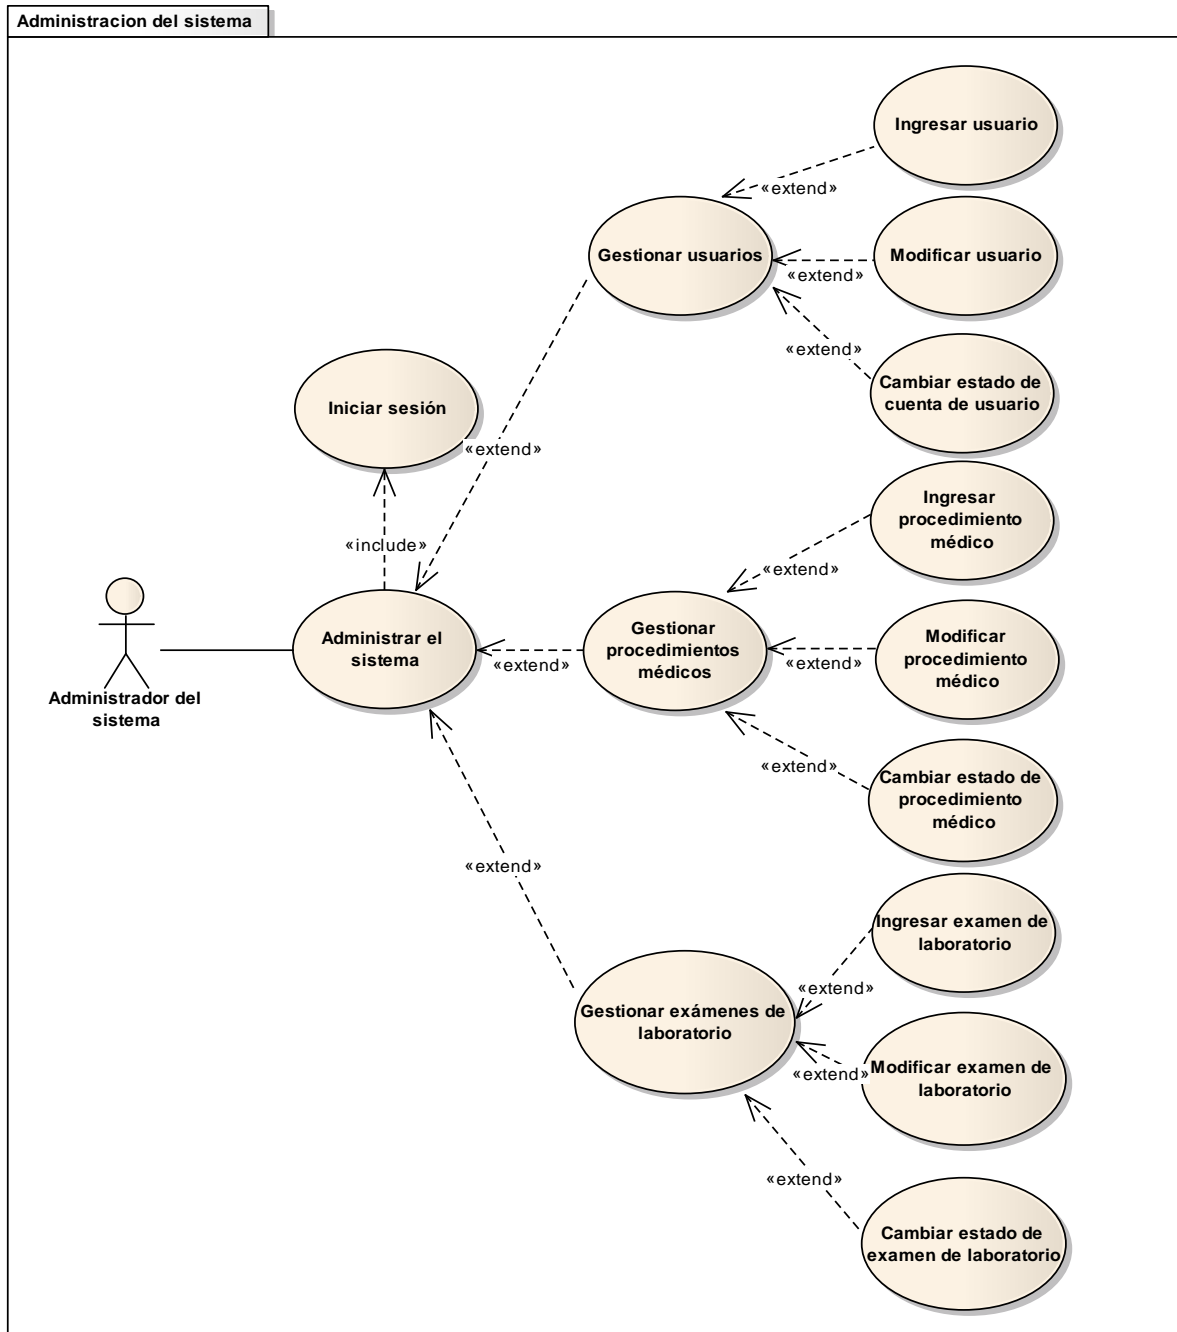 Administracion del sistema
Ingresar usuario
«extend»
Gestionar usuarios
Modificar usuario
«extend»
«extend»
Cambiar estado de
cuenta de usuario
Iniciar sesión
«extend»
Ingresar
procedimiento
médico
«include»
«extend»
Administrador del
sistema
Administrar el
sistema
«extend»
Gestionar
procedimientos
médicos
«extend»
Modificar
procedimiento
médico
«extend»
Cambiar estado de
procedimiento
médico
«extend»
Ingresar examen de
laboratorio
«extend»
Gestionar exámenes de
laboratorio
«extend»
Modificar examen de
laboratorio
«extend»
Cambiar estado de
examen de laboratorio